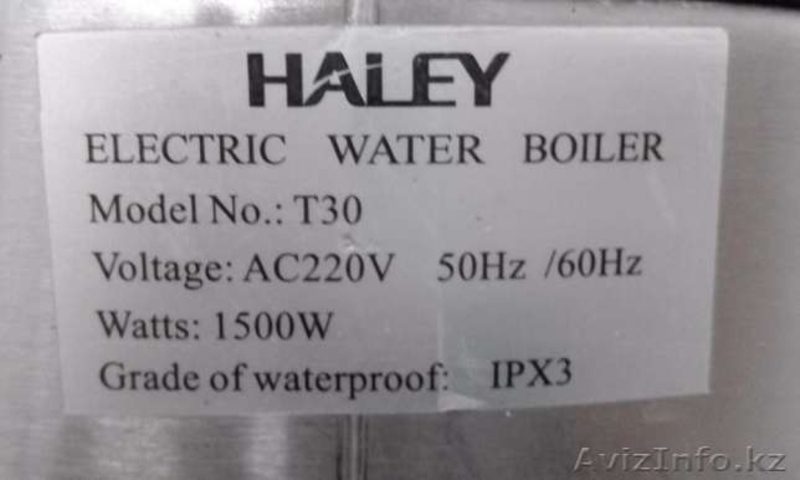 HALEY
ELECTRIC WATER BOILER
Model No.: T30
Voltage: AC220V 50Hz /60Hz
Watts: 1500W
Grade of waterproof: IPX3
AvizInfo.kz